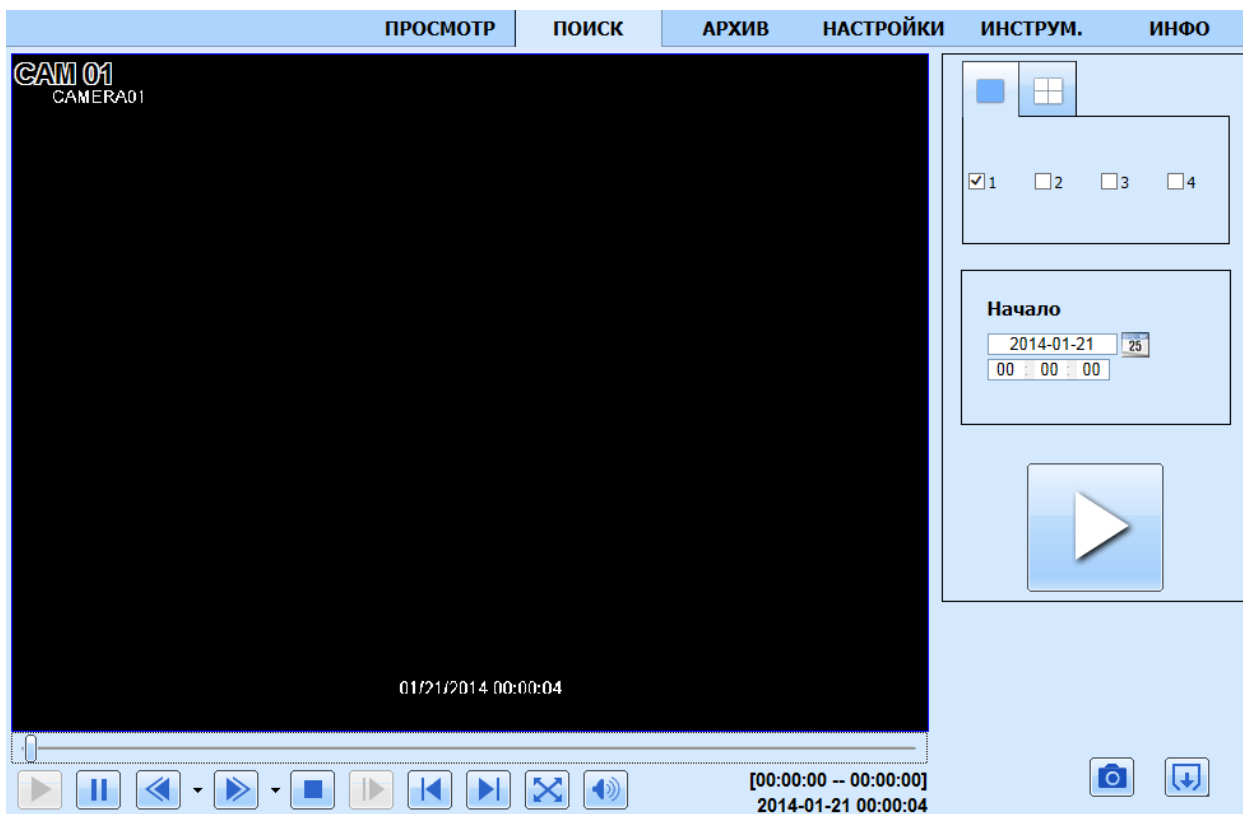 ПРОСМОТР ПОИСК АРХИВ НАСТРОЙКИ ИНСТРУМ. ИНФО
CAM 01
CAMERA01
1 2 3 4
Начало
2014-01-21 25
00 : 00 : 00
01/21/2014 00:00:04
[00:00:00 -- 00:00:00]
2014-01-21 00:00:04